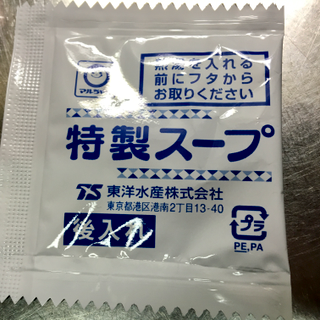 マルちゃん
熱湯を入れる
前にフタから
お取りください
特製スープ
TS 東洋水産株式会社
東京都港区港南2丁目13-40
後入れ
プラ
PE,PA